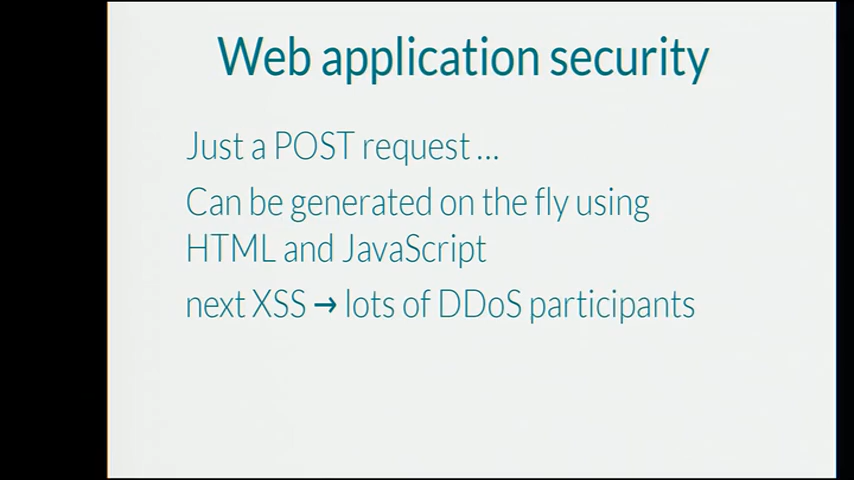 Web application security
Just a POST request ...
Can be generated on the fly using
HTML and JavaScript
next XSS → lots of DDoS participants